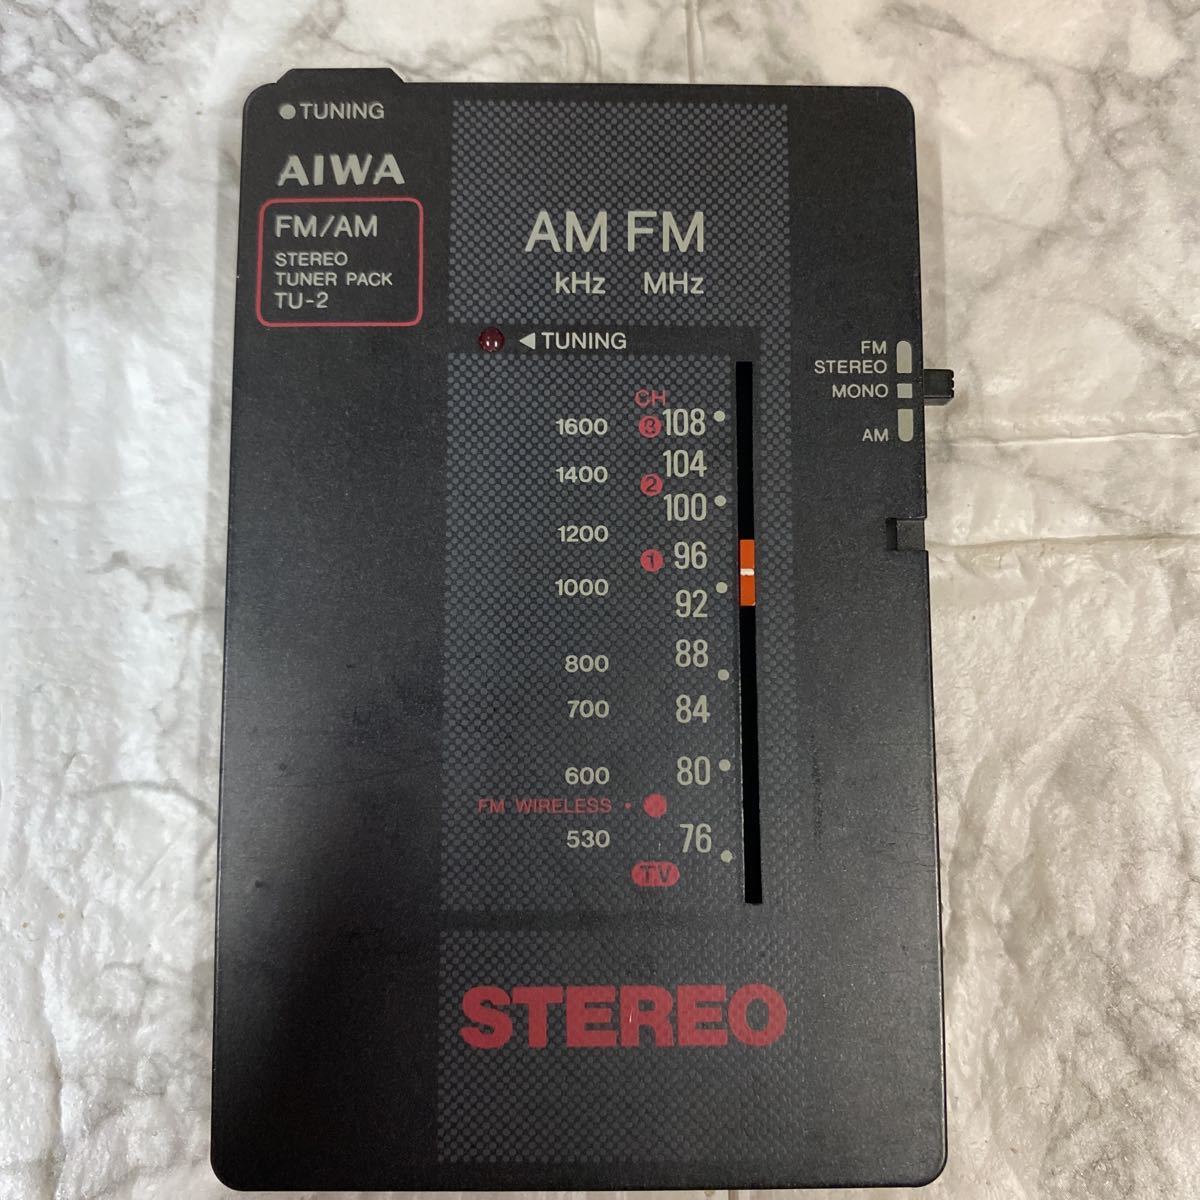 TUNING
AIWA
FM/AM
STEREO
TUNER PACK
TU-2
AM FM
kHz MHz
◀ TUNING
FM
STEREO
MONO
AM
CH
1600 3 108
1400 2 104
100
1200 1 96
1000 92
800 88
700 84
600 80
FM WIRELESS
530 76
TV
STEREO